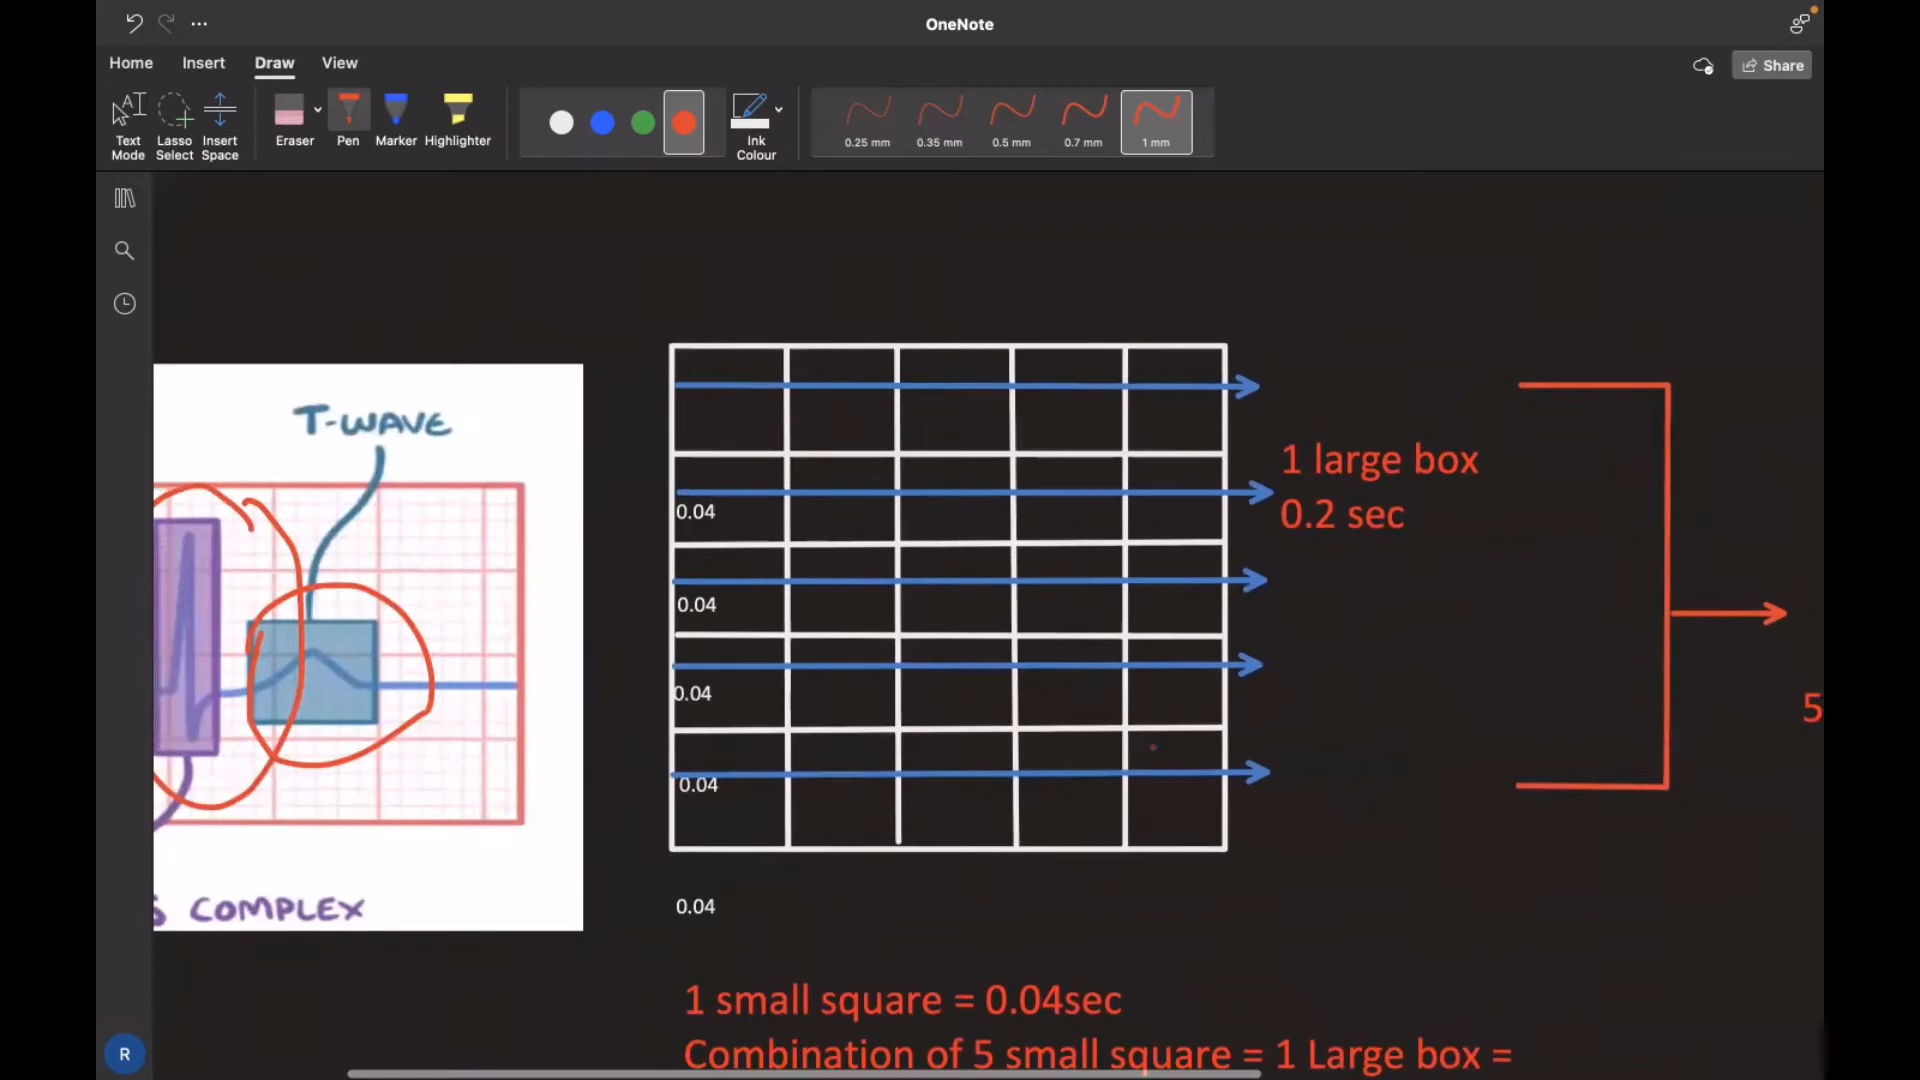 OneNote
Home Insert Draw View
Share
Text Mode
Lasso Select
Insert Space
Eraser
Pen
Marker
Highlighter
Ink Colour
0.25 mm
0.35 mm
0.5 mm
0.7 mm
1 mm
T-WAVE
COMPLEX
0.04
0.04
0.04
0.04
0.04
1 large box
0.2 sec
5
1 small square = 0.04sec
Combination of 5 small square = 1 Large box =
R